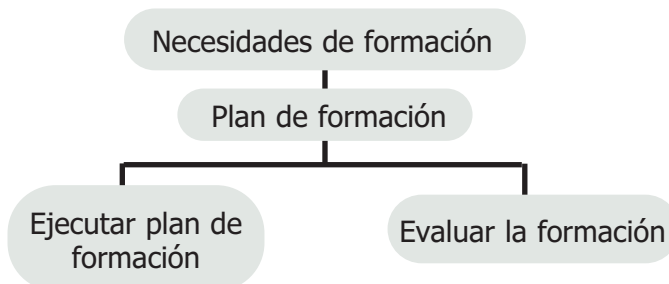 Necesidades de formación
Plan de formación
Ejecutar plan de
formación
Evaluar la formación